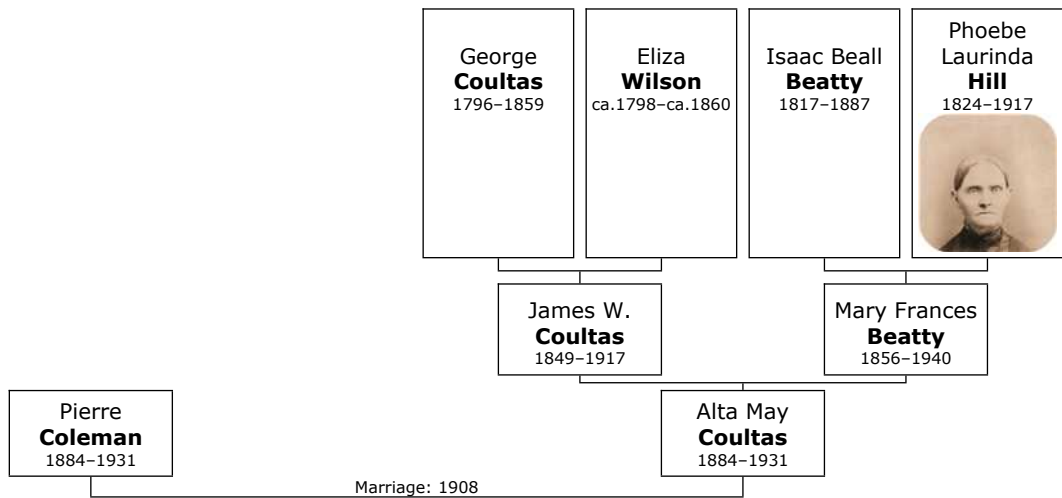 George
Coultas
1796–1859
Eliza
Wilson
ca.1798–ca.1860
Isaac Beall
Beatty
1817–1887
Phoebe
Laurinda
Hill
1824–1917
James W.
Coultas
1849–1917
Mary Frances
Beatty
1856–1940
Pierre
Coleman
1884–1931
Alta May
Coultas
1884–1931
Marriage: 1908